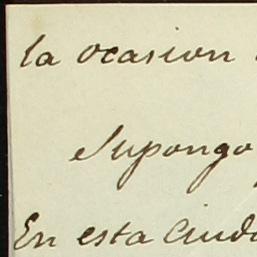 la ocasion
Supongo
En esta Ciud